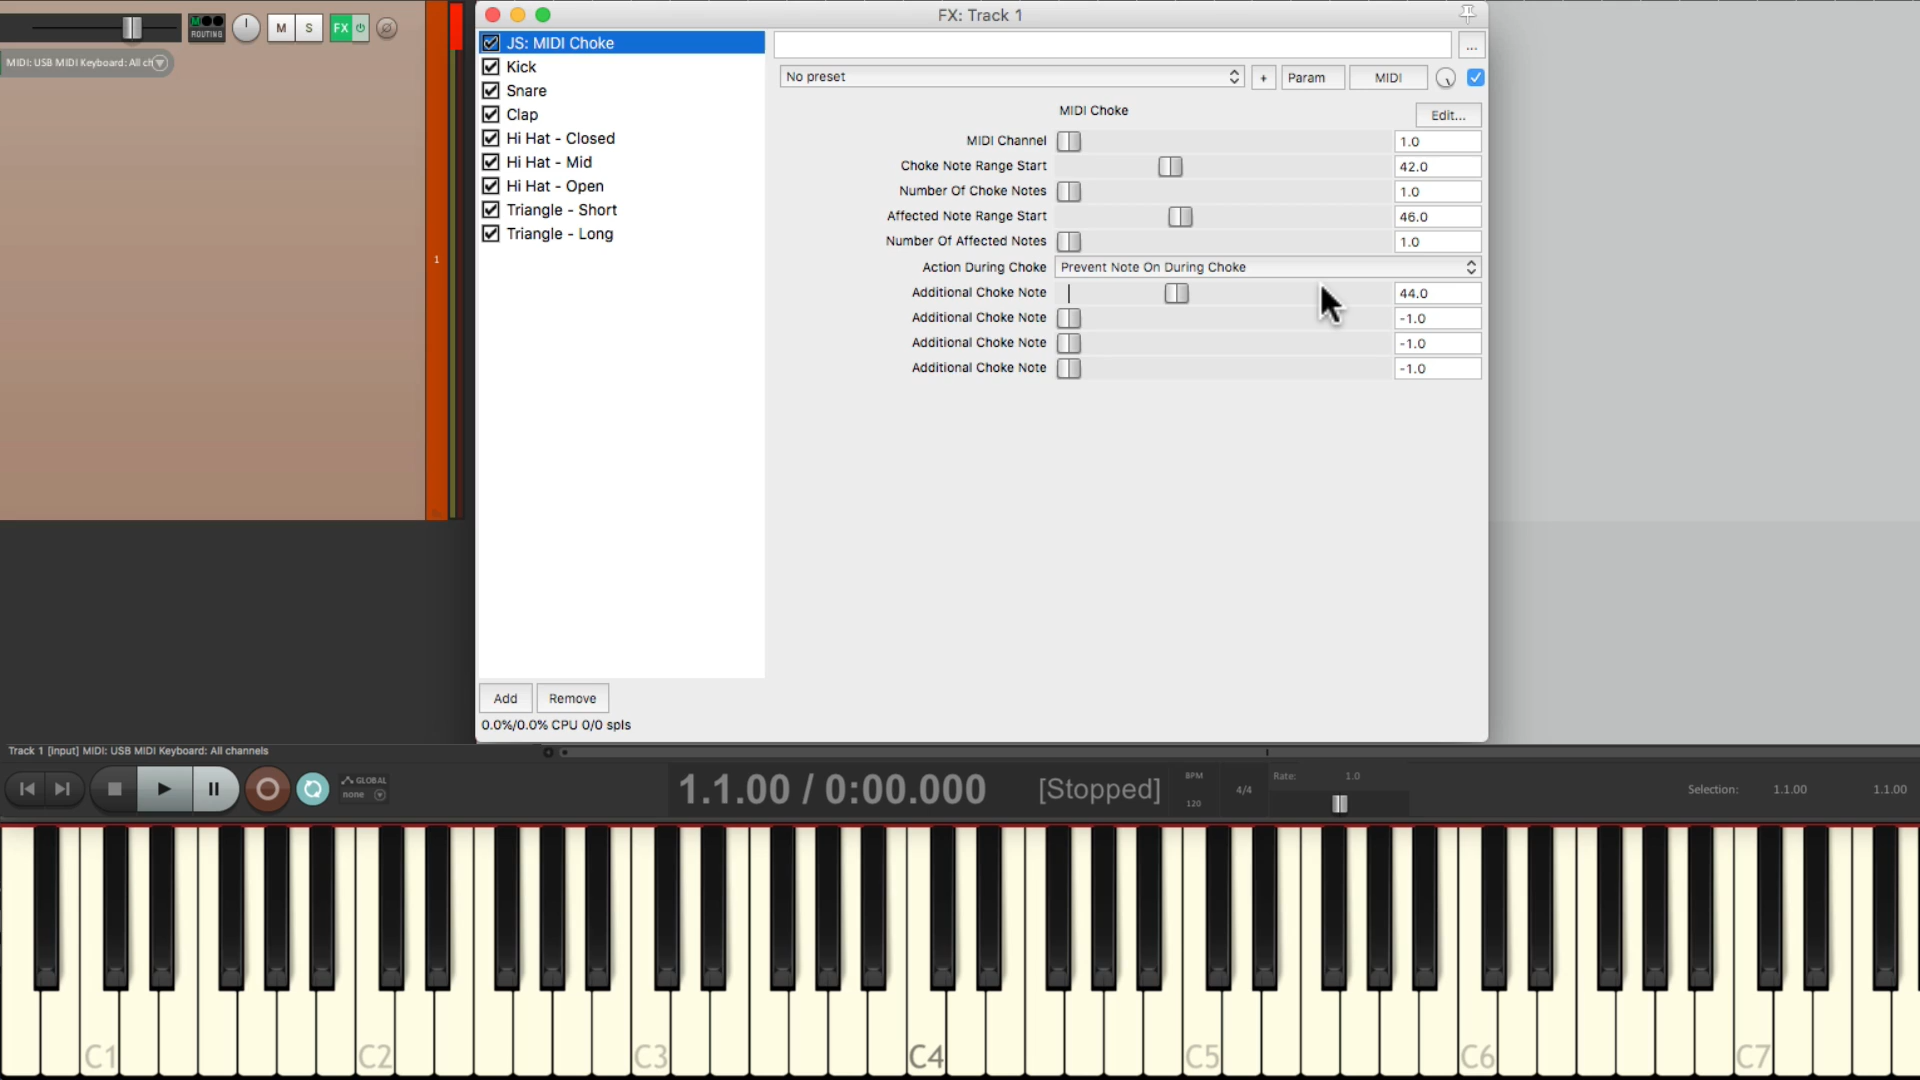 ROUTING
M
S
FX
MIDI: USB MIDI Keyboard: All ch
1
FX: Track 1
JS: MIDI Choke
Kick
Snare
Clap
Hi Hat - Closed
Hi Hat - Mid
Hi Hat - Open
Triangle - Short
Triangle - Long
...
No preset
+
Param
MIDI
MIDI Choke
Edit...
MIDI Channel 1.0
Choke Note Range Start 42.0
Number Of Choke Notes 1.0
Affected Note Range Start 46.0
Number Of Affected Notes 1.0
Action During Choke Prevent Note On During Choke
Additional Choke Note 44.0
Additional Choke Note -1.0
Additional Choke Note -1.0
Additional Choke Note -1.0
Add
Remove
0.0%/0.0% CPU 0/0 spls
Track 1 [Input] MIDI: USB MIDI Keyboard: All channels
GLOBAL
none
1.1.00 / 0:00.000
[Stopped]
BPM
120
4/4
Rate: 1.0
Selection: 1.1.00 1.1.00
C1 C2 C3 C4 C5 C6 C7